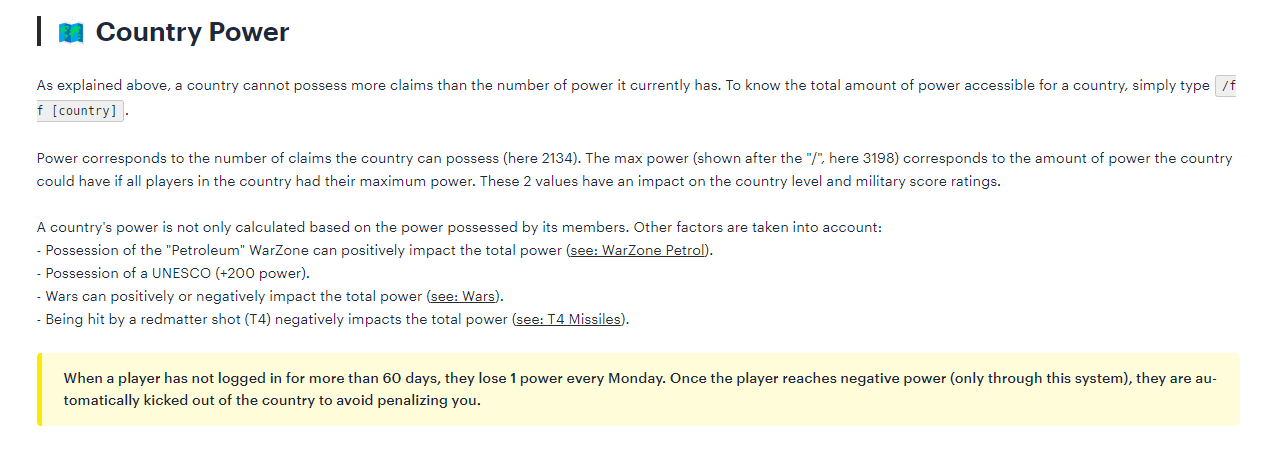 Country Power
As explained above, a country cannot possess more claims than the number of power it currently has. To know the total amount of power accessible for a country, simply type /f
f [country] .
Power corresponds to the number of claims the country can possess (here 2134). The max power (shown after the "/", here 3198) corresponds to the amount of power the country
could have if all players in the country had their maximum power. These 2 values have an impact on the country level and military score ratings.
A country's power is not only calculated based on the power possessed by its members. Other factors are taken into account:
- Possession of the "Petroleum" WarZone can positively impact the total power (see: WarZone Petrol).
- Possession of a UNESCO (+200 power).
- Wars can positively or negatively impact the total power (see: Wars).
- Being hit by a redmatter shot (T4) negatively impacts the total power (see: T4 Missiles).
When a player has not logged in for more than 60 days, they lose 1 power every Monday. Once the player reaches negative power (only through this system), they are au-
tomatically kicked out of the country to avoid penalizing you.